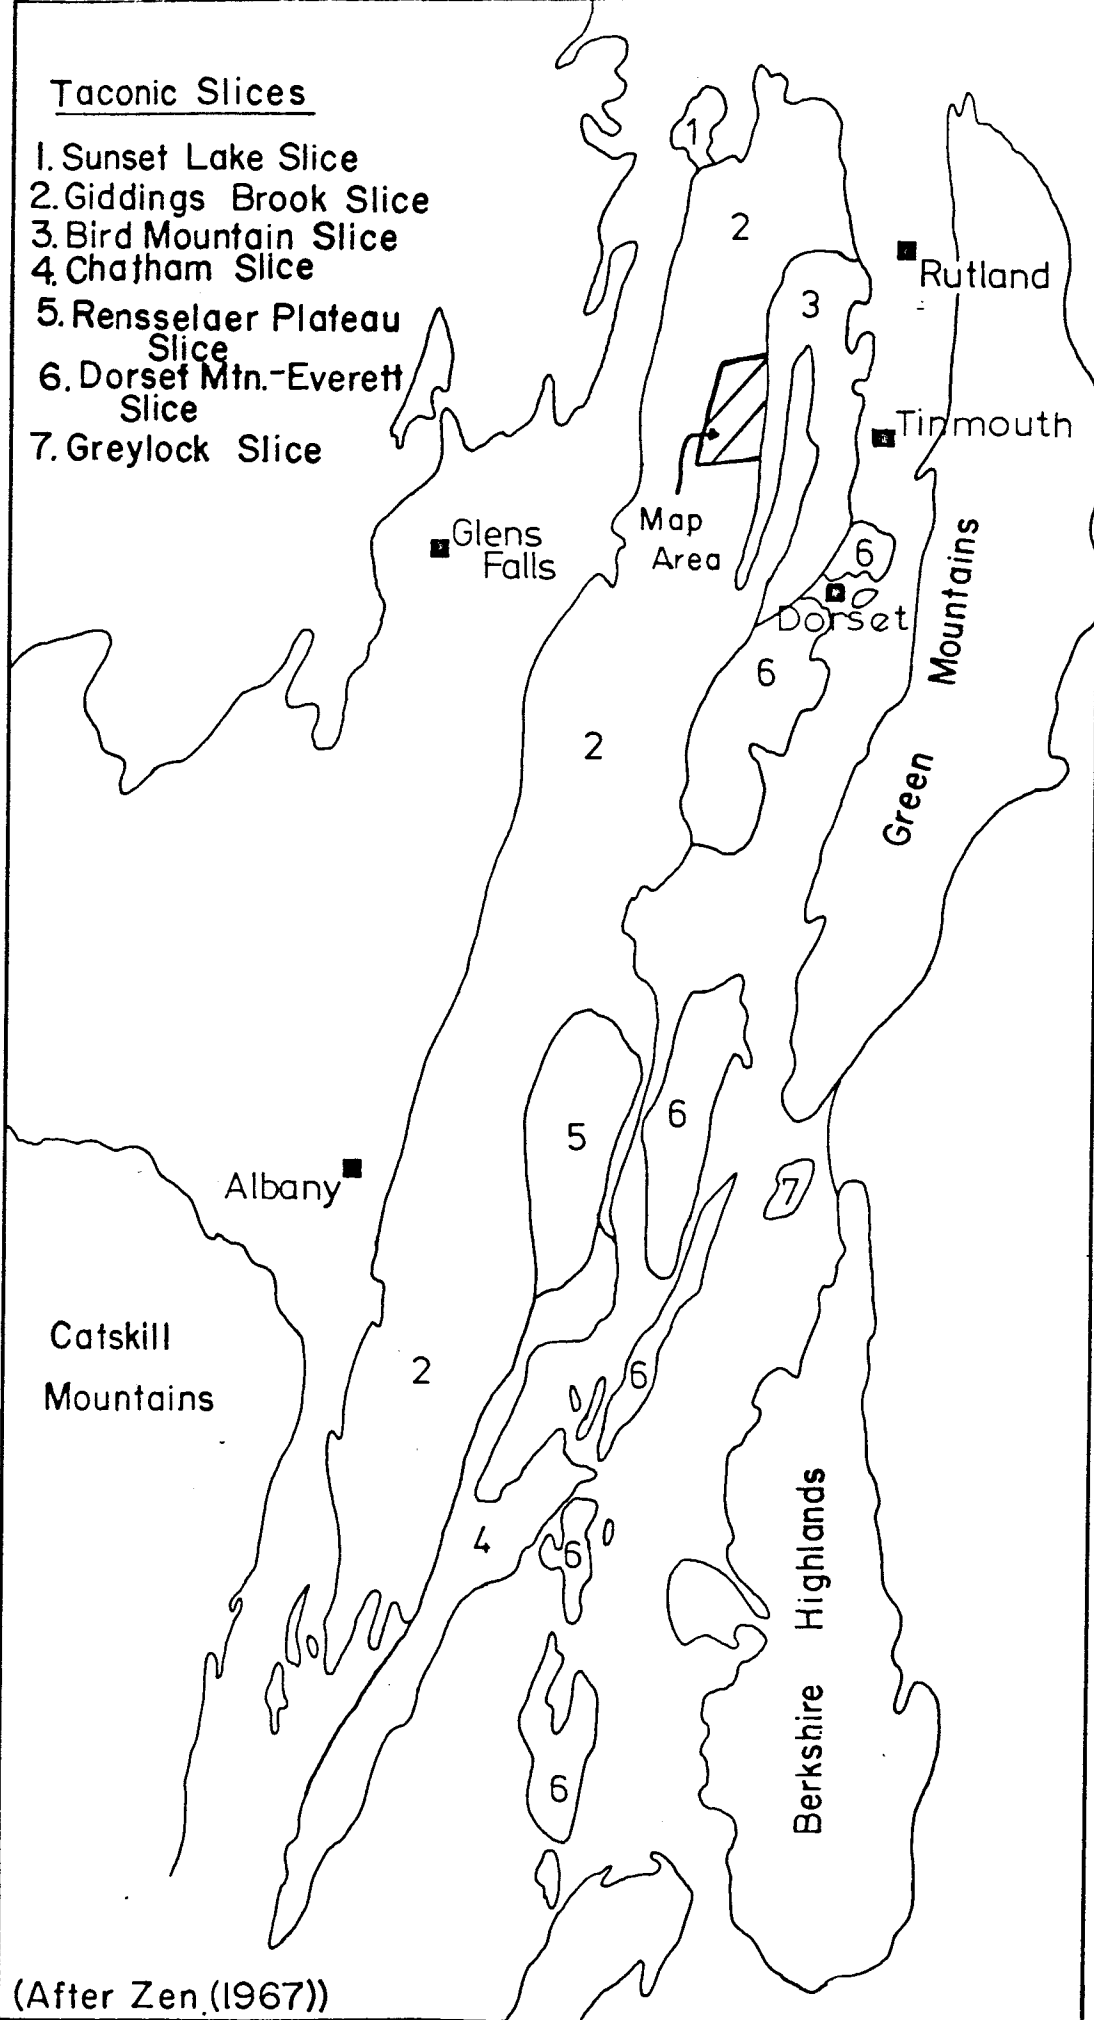 Taconic Slices
1. Sunset Lake Slice
2. Giddings Brook Slice
3. Bird Mountain Slice
4. Chatham Slice
5. Rensselaer Plateau
Slice
6. Dorset Mtn.-Everett
Slice
7. Greylock Slice
1
2
3
Rutland
Tinmouth
Map
Area
Glens
Falls
6
Dorset
6
2
Green Mountains
5
6
7
Albany
Catskill
Mountains
2
6
4
6
6
Berkshire Highlands
(After Zen (1967))